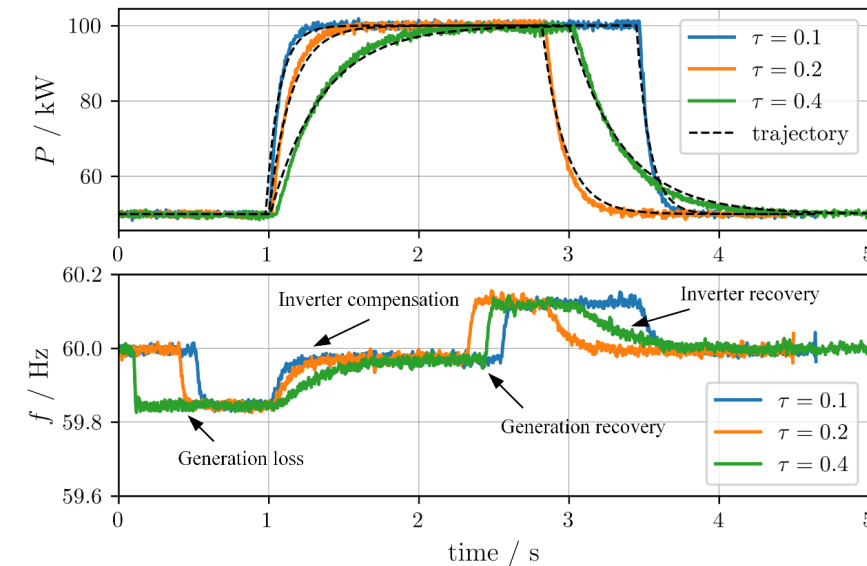 100
80
60
P / kW
τ = 0.1
τ = 0.2
τ = 0.4
trajectory
0 1 2 3 4 5
60.2
60.0
59.8
59.6
f / Hz
Inverter compensation
Inverter recovery
Generation loss
Generation recovery
τ = 0.1
τ = 0.2
τ = 0.4
0 1 2 3 4 5
time / s